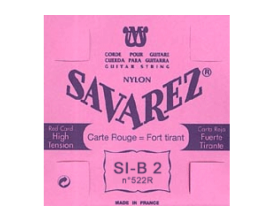 CORDE POUR GUITARE
CUERDA PARA GUITARRA
GUITAR STRING
NYLON
SAVAREZ®
Red Card
High
Tension
Carte Rouge = Fort tirant
Carta Roja
Fuerte
Tirante
SI-B 2
n°522R
MADE IN FRANCE